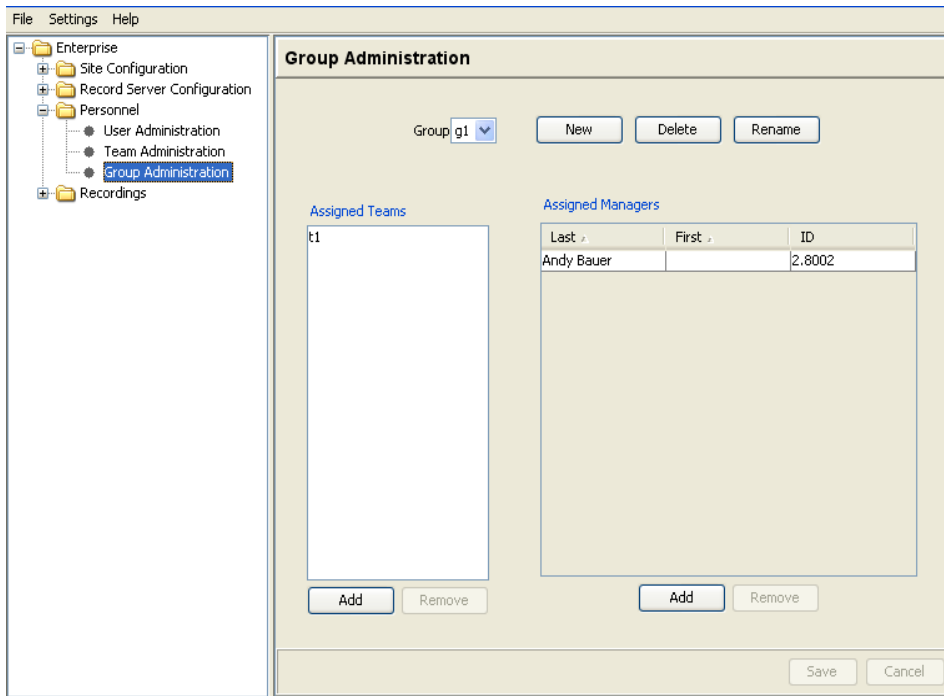 File Settings Help
Enterprise
Site Configuration
Record Server Configuration
Personnel
User Administration
Team Administration
Group Administration
Recordings
Group Administration
Group g1 New Delete Rename
Assigned Teams
t1
Add Remove
Assigned Managers
Last First ID
Andy Bauer 2.8002
Add Remove
Save Cancel